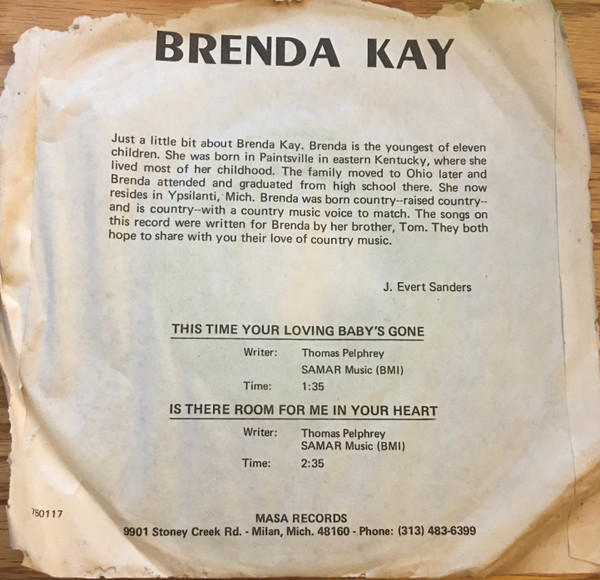 BRENDA KAY
Just a little bit about Brenda Kay. Brenda is the youngest of eleven
children. She was born in Paintsville in eastern Kentucky, where she
lived most of her childhood. The family moved to Ohio later and
Brenda attended and graduated from high school there. She now
resides in Ypsilanti, Mich. Brenda was born country--raised country--
and is country--with a country music voice to match. The songs on
this record were written for Brenda by her brother, Tom. They both
hope to share with you their love of country music.
J. Evert Sanders
THIS TIME YOUR LOVING BABY'S GONE
Writer: Thomas Pelphrey
SAMAR Music (BMI)
Time: 1:35
IS THERE ROOM FOR ME IN YOUR HEART
Writer: Thomas Pelphrey
SAMAR Music (BMI)
Time: 2:35
750117
MASA RECORDS
9901 Stoney Creek Rd. - Milan, Mich. 48160 - Phone: (313) 483-6399